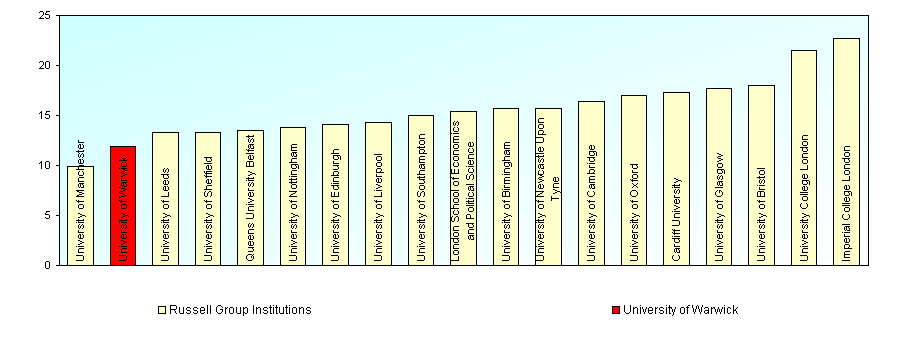 25
20
15
10
5
0
University of Manchester
University of Warwick
University of Leeds
University of Sheffield
Queens University Belfast
University of Nottingham
University of Edinburgh
University of Liverpool
University of Southampton
London School of Economics
and Political Science
University of Birmingham
University of Newcastle Upon
Tyne
University of Cambridge
University of Oxford
Cardiff University
University of Glasgow
University of Bristol
University College London
Imperial College London
Russell Group Institutions
University of Warwick